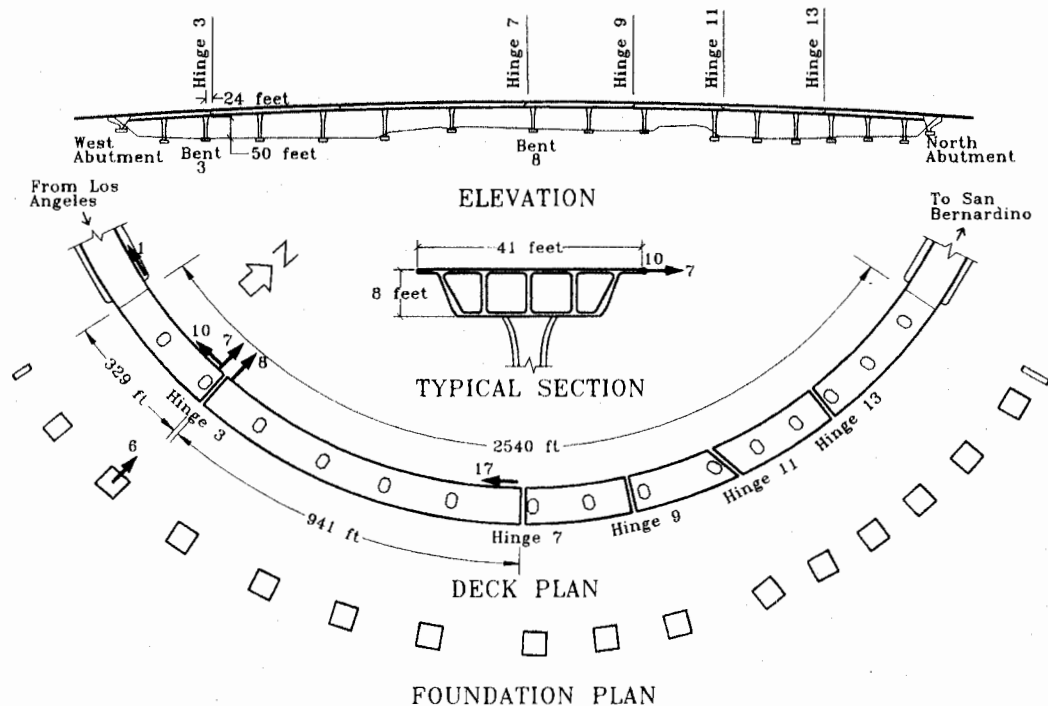 Hinge 3
Hinge 7
Hinge 9
Hinge 11
Hinge 13
24 feet
West
Abutment
Bent
3
50 feet
Bent
8
North
Abutment
ELEVATION
From Los
Angeles
To San
Bernardino
1
N
41 feet
10
7
8 feet
TYPICAL SECTION
10
7
8
329 ft
Hinge 3
2540 ft
6
17
941 ft
Hinge 7
Hinge 9
Hinge 11
Hinge 13
DECK PLAN
FOUNDATION PLAN